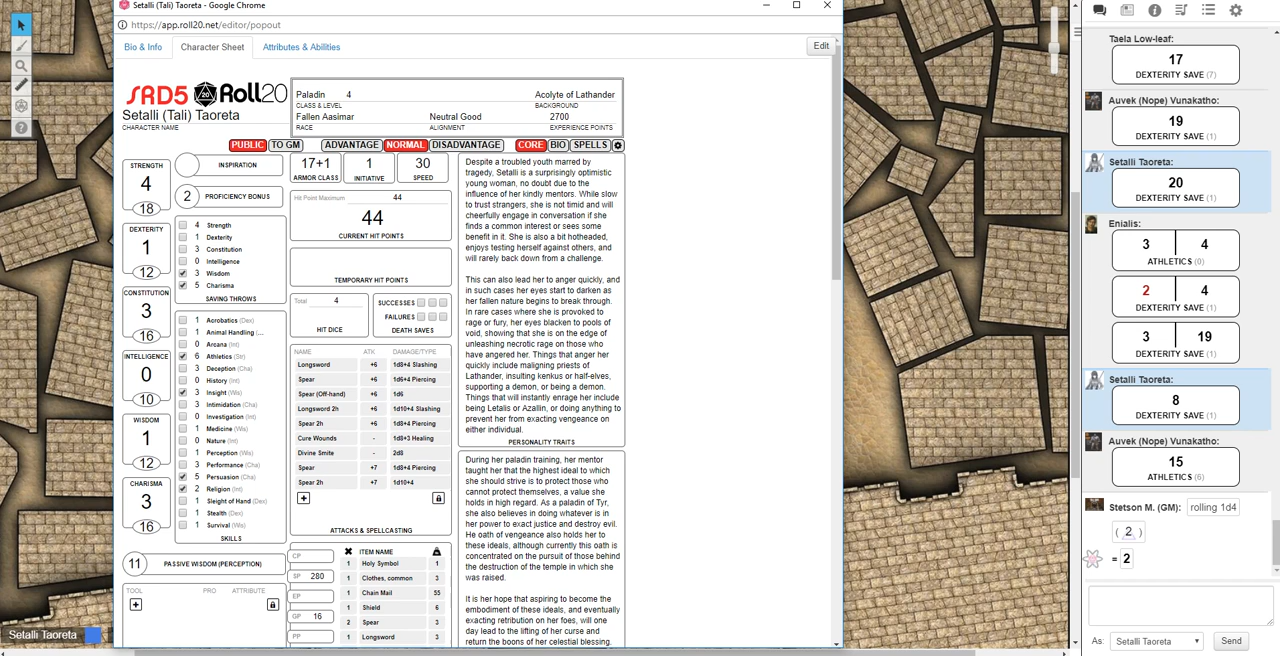 Setalli (Tali) Taoreta - Google Chrome
https://app.roll20.net/editor/popout
Bio & Info
Character Sheet
Attributes & Abilities
Edit
SRD5 Roll20
Setalli (Tali) Taoreta
CHARACTER NAME
Paladin 4
Acolyte of Lathander
CLASS & LEVEL
BACKGROUND
Fallen Aasimar
Neutral Good
2700
RACE
ALIGNMENT
EXPERIENCE POINTS
PUBLIC TO GM
ADVANTAGE NORMAL DISADVANTAGE
CORE BIO SPELLS
STRENGTH
4
18
DEXTERITY
1
12
CONSTITUTION
3
16
INTELLIGENCE
0
10
WISDOM
1
12
CHARISMA
3
16
INSPIRATION
2 PROFICIENCY BONUS
4 Strength
1 Dexterity
3 Constitution
0 Intelligence
3 Wisdom
5 Charisma
SAVING THROWS
1 Acrobatics (Dex)
1 Animal Handling (...
0 Arcana (Int)
6 Athletics (Str)
3 Deception (Cha)
0 History (Int)
3 Insight (Wis)
3 Intimidation (Cha)
0 Investigation (Int)
1 Medicine (Wis)
0 Nature (Int)
1 Perception (Wis)
3 Performance (Cha)
5 Persuasion (Cha)
2 Religion (Int)
1 Sleight of Hand (Dex)
1 Stealth (Dex)
1 Survival (Wis)
SKILLS
11 PASSIVE WISDOM (PERCEPTION)
TOOL PRO ATTRIBUTE
17+1
ARMOR CLASS
1
INITIATIVE
30
SPEED
Hit Point Maximum 44
44
CURRENT HIT POINTS
TEMPORARY HIT POINTS
Total 4
HIT DICE
SUCCESSES
FAILURES
DEATH SAVES
NAME ATK DAMAGE/TYPE
Longsword +6 1d8+4 Slashing
Spear +6 1d6+4 Piercing
Spear (Off-hand) +6 1d6
Longsword 2h +6 1d10+4 Slashing
Spear 2h +6 1d8+4 Piercing
Cure Wounds - 1d8+3 Healing
Divine Smite - 2d8
Spear +7 1d8+4 Piercing
Spear 2h +7 1d10+4
ATTACKS & SPELLCASTING
CP
SP 280
EP
GP 16
PP
ITEM NAME
1 Holy Symbol 1
1 Clothes, common 3
1 Chain Mail 55
1 Shield 6
2 Spear 3
1 Longsword 3
Despite a troubled youth marred by
tragedy, Setalli is a surprisingly optimistic
young woman, no doubt due to the
influence of her kindly mentors. While slow
to trust strangers, she is not timid and will
cheerfully engage in conversation if she
finds a common interest or sees some
benefit in it. She is also a bit hotheaded,
enjoys testing herself against others, and
will rarely back down from a challenge.
This can also lead her to anger quickly, and
in such cases her eyes start to darken as
her fallen nature begins to break through.
In rare cases where she is provoked to
rage or fury, her eyes blacken to pools of
void, showing that she is on the edge of
unleashing necrotic rage on those who
have angered her. Things that anger her
quickly include maligning priests of
Lathander, insulting kenkus or half-elves,
supporting a demon, or being a demon.
Things that will instantly enrage her include
being Letalis or Azallin, or doing anything to
prevent her from exacting vengeance on
either individual.
PERSONALITY TRAITS
During her paladin training, her mentor
taught her that the highest ideal to which
she should strive is to protect those who
cannot protect themselves, a value she
holds in high regard. As a paladin of Tyr,
she also believes in doing whatever is in
her power to exact justice and destroy evil.
He oath of vengeance also holds her to
these ideals, although currently this oath is
concentrated on the pursuit of those behind
the destruction of the temple in which she
was raised.
It is her hope that aspiring to become the
embodiment of these ideals, and eventually
exacting retribution on her foes, will one
day lead to the lifting of her curse and
return the boons of her celestial blessing.
Setalli Taoreta
Taela Low-leaf:
17
DEXTERITY SAVE (7)
Auvek (Nope) Vunakatho:
19
DEXTERITY SAVE (1)
Setalli Taoreta:
20
DEXTERITY SAVE (1)
Enialis:
3 4
ATHLETICS (0)
2 4
DEXTERITY SAVE (1)
3 19
DEXTERITY SAVE (1)
Setalli Taoreta:
8
DEXTERITY SAVE (1)
Auvek (Nope) Vunakatho:
15
ATHLETICS (6)
Stetson M. (GM): rolling 1d4
( 2 )
= 2
As: Setalli Taoreta
Send